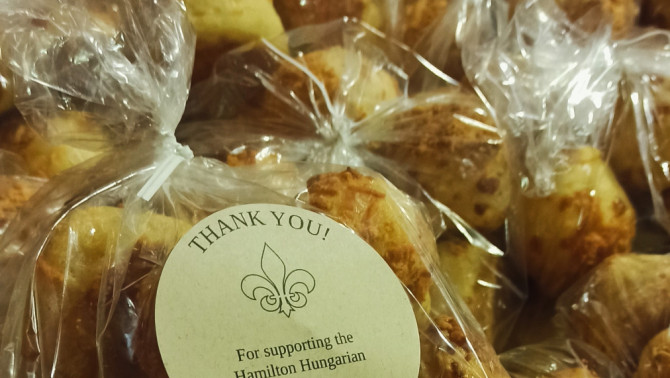 THANK YOU!
For supporting the
Hamilton Hungarian